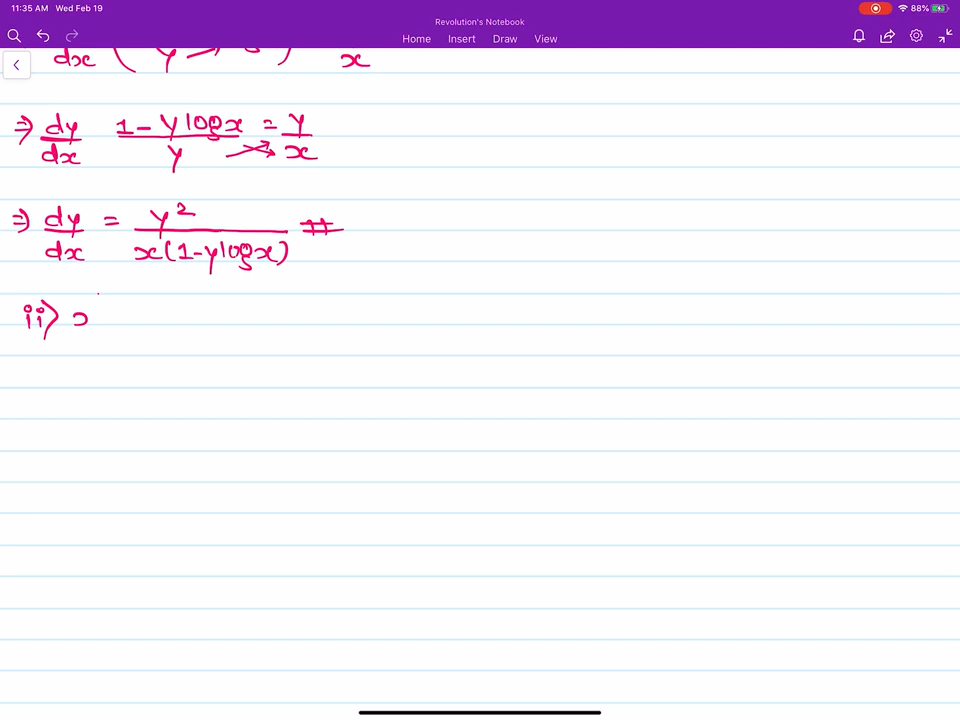 11:35 AM Wed Feb 19
88%
Revolution's Notebook
Home Insert Draw View
dx ( y x
⇒ dy/dx (1 - y log x)/y = y/x
⇒ dy/dx = y²/(x(1-y log x)) #
ii>